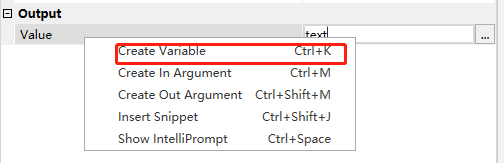 Output
Value text ...
Create Variable Ctrl+K
Create In Argument Ctrl+M
Create Out Argument Ctrl+Shift+M
Insert Snippet Ctrl+Shift+J
Show IntelliPrompt Ctrl+Space